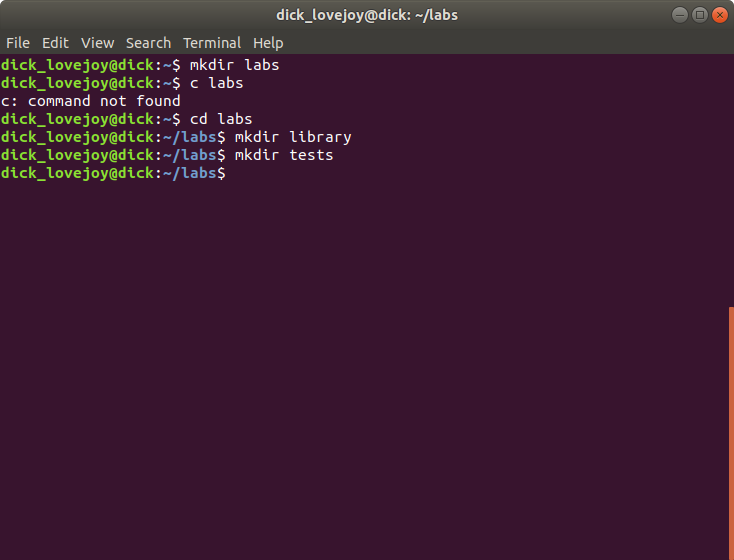 dick_lovejoy@dick: ~/labs
File Edit View Search Terminal Help
dick_lovejoy@dick:~$ mkdir labs
dick_lovejoy@dick:~$ c labs
c: command not found
dick_lovejoy@dick:~$ cd labs
dick_lovejoy@dick:~/labs$ mkdir library
dick_lovejoy@dick:~/labs$ mkdir tests
dick_lovejoy@dick:~/labs$